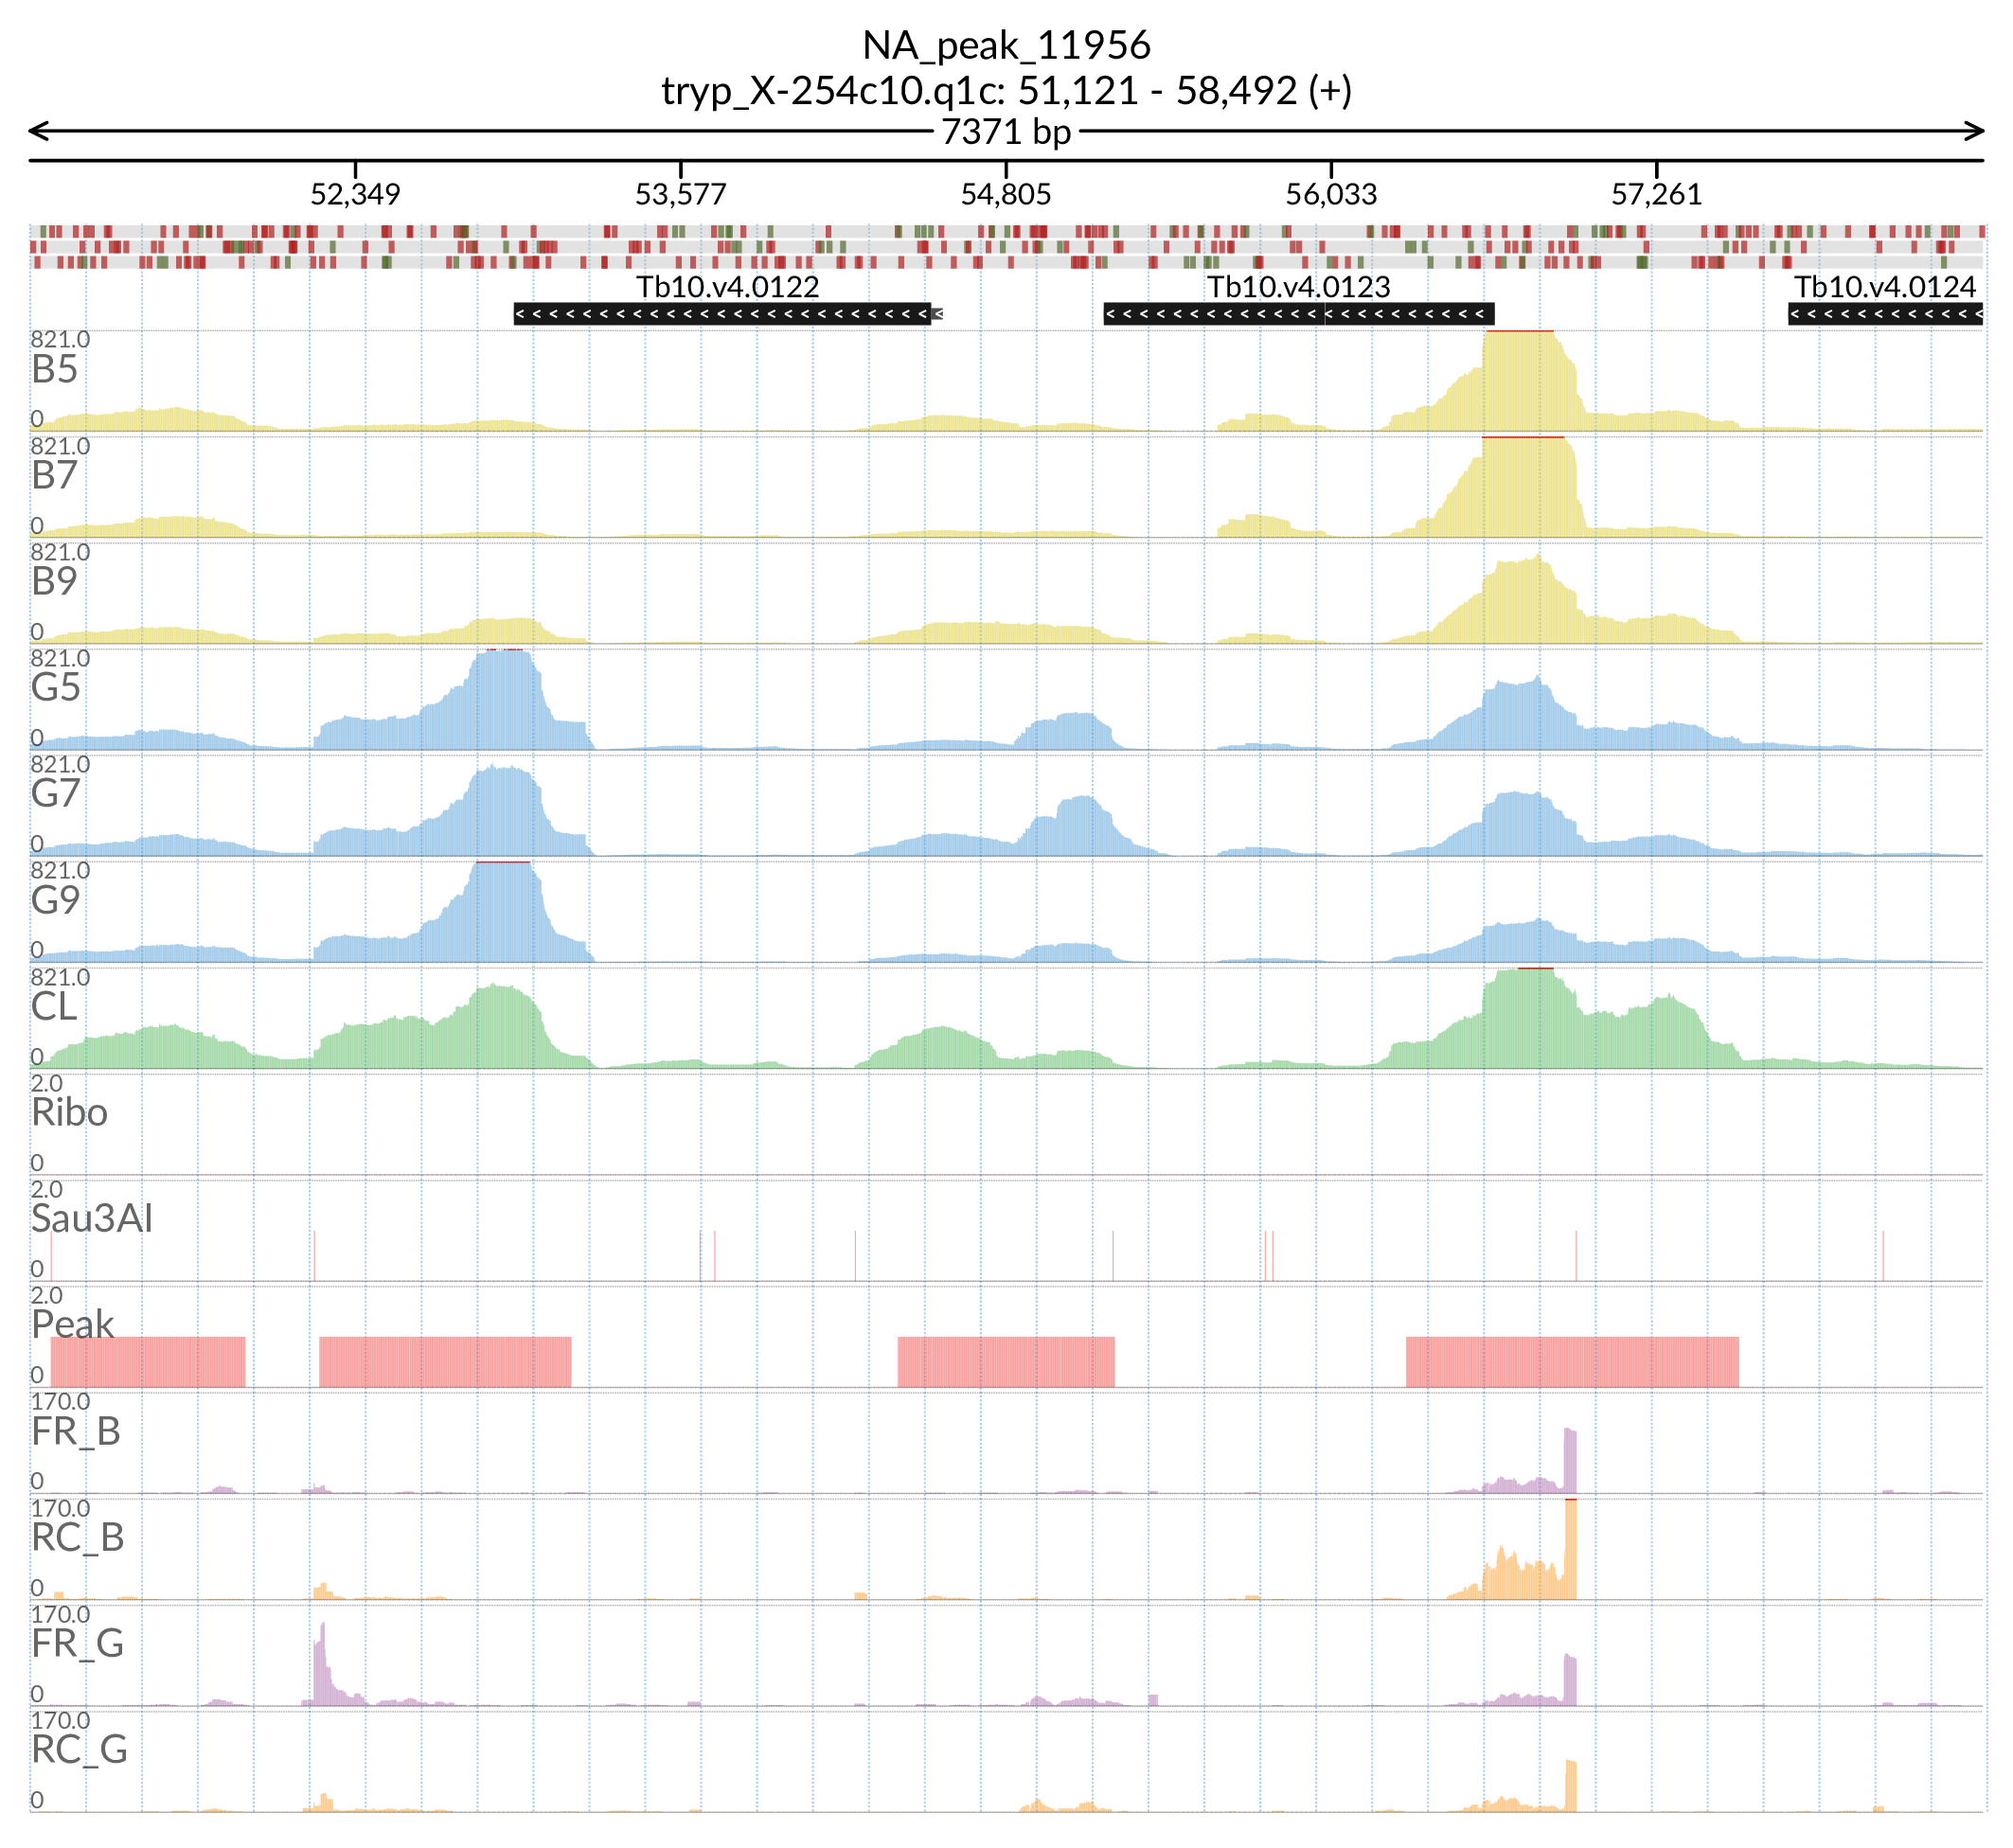 NA_peak_11956
tryp_X-254c10.q1c: 51,121 - 58,492 (+)
7371 bp
52,349 53,577 54,805 56,033 57,261
Tb10.v4.0122 Tb10.v4.0123 Tb10.v4.0124
821.0
B5
0
821.0
B7
0
821.0
B9
0
821.0
G5
0
821.0
G7
0
821.0
G9
0
821.0
CL
0
2.0
Ribo
0
2.0
Sau3AI
0
2.0
Peak
0
170.0
FR_B
0
170.0
RC_B
0
170.0
FR_G
0
170.0
RC_G
0